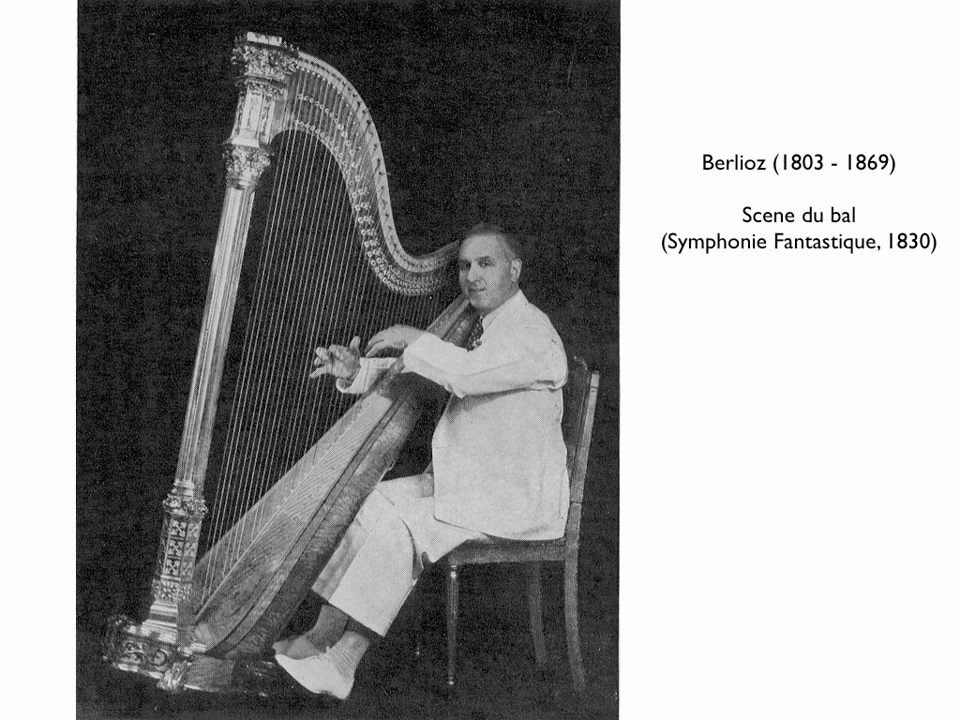 Berlioz (1803 - 1869)
Scene du bal
(Symphonie Fantastique, 1830)